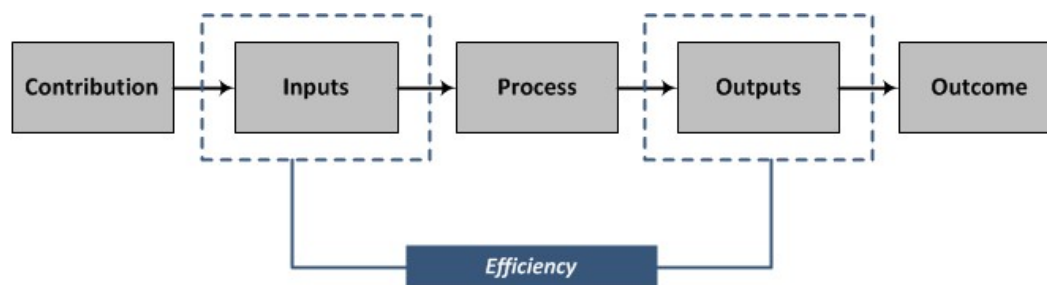 Contribution
Inputs
Process
Outputs
Outcome
Efficiency